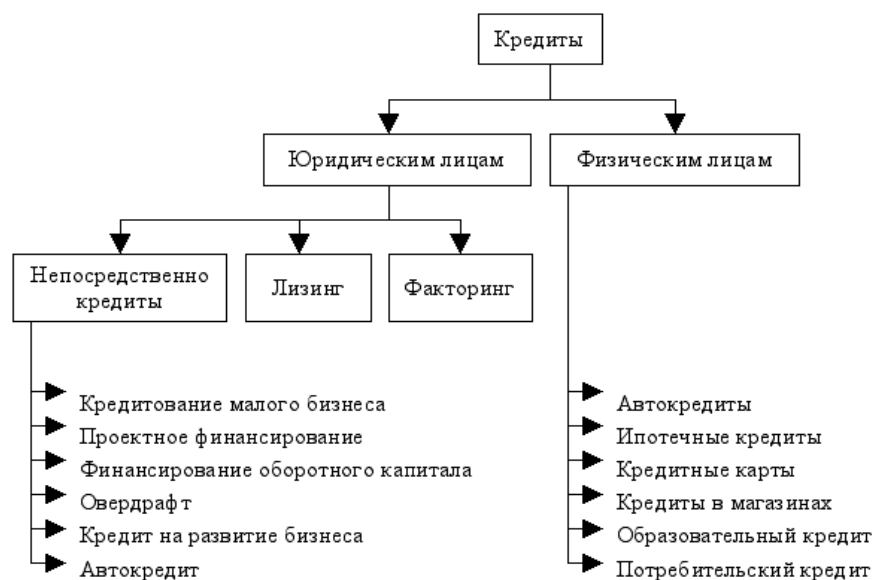 Кредиты
Юридическим лицам
Физическим лицам
Непосредственно
кредиты
Лизинг
Факторинг
Кредитование малого бизнеса
Проектное финансирование
Финансирование оборотного капитала
Овердрафт
Кредит на развитие бизнеса
Автокредит
Автокредиты
Ипотечные кредиты
Кредитные карты
Кредиты в магазинах
Образовательный кредит
Потребительский кредит